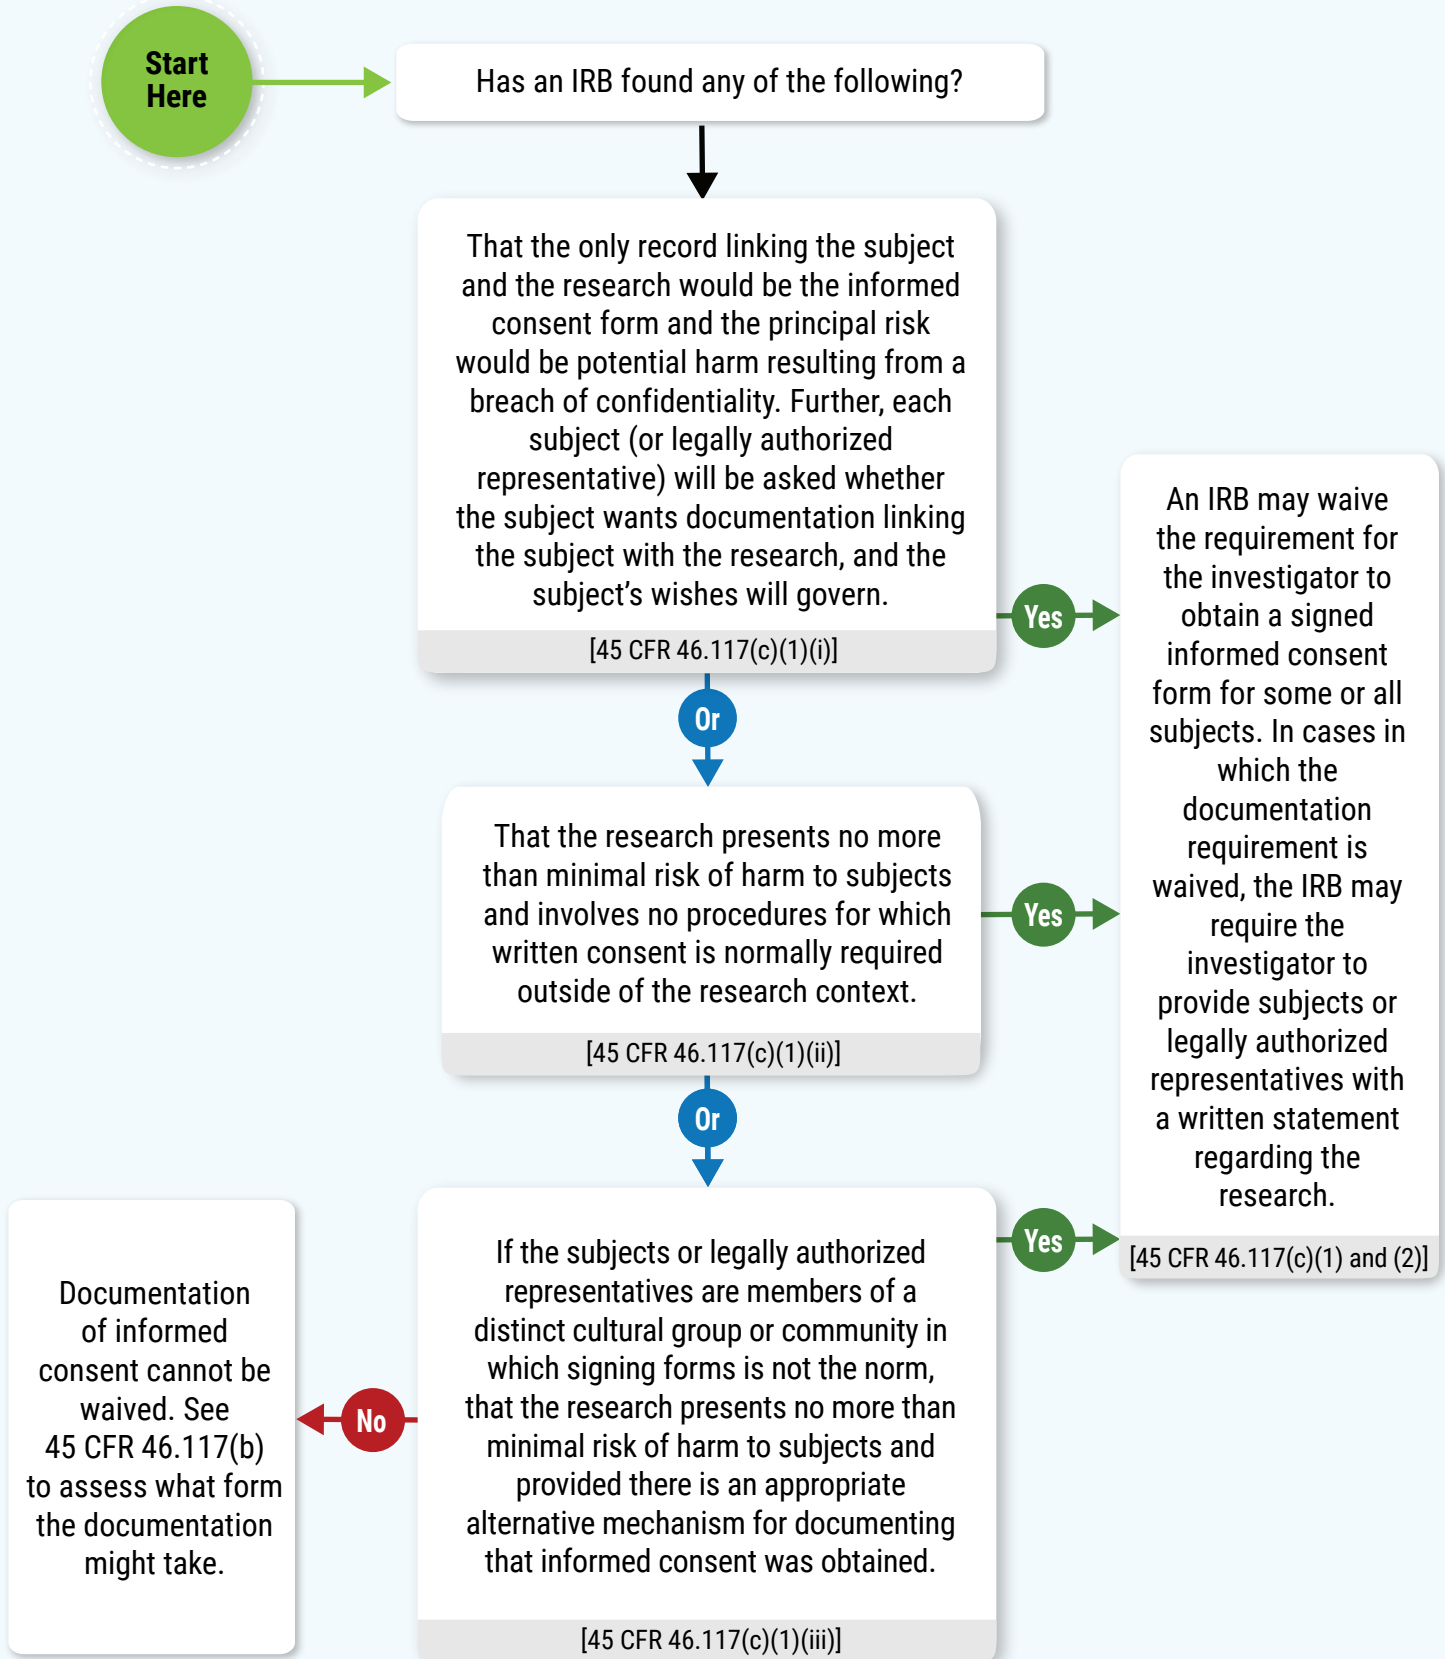 Start
Here
Has an IRB found any of the following?
That the only record linking the subject
and the research would be the informed
consent form and the principal risk
would be potential harm resulting from a
breach of confidentiality. Further, each
subject (or legally authorized
representative) will be asked whether
the subject wants documentation linking
the subject with the research, and the
subject’s wishes will govern.
[45 CFR 46.117(c)(1)(i)]
Yes
Or
That the research presents no more
than minimal risk of harm to subjects
and involves no procedures for which
written consent is normally required
outside of the research context.
[45 CFR 46.117(c)(1)(ii)]
Yes
Or
If the subjects or legally authorized
representatives are members of a
distinct cultural group or community in
which signing forms is not the norm,
that the research presents no more than
minimal risk of harm to subjects and
provided there is an appropriate
alternative mechanism for documenting
that informed consent was obtained.
[45 CFR 46.117(c)(1)(iii)]
Yes
An IRB may waive
the requirement for
the investigator to
obtain a signed
informed consent
form for some or all
subjects. In cases in
which the
documentation
requirement is
waived, the IRB may
require the
investigator to
provide subjects or
legally authorized
representatives with
a written statement
regarding the
research.
[45 CFR 46.117(c)(1) and (2)]
No
Documentation
of informed
consent cannot be
waived. See
45 CFR 46.117(b)
to assess what form
the documentation
might take.